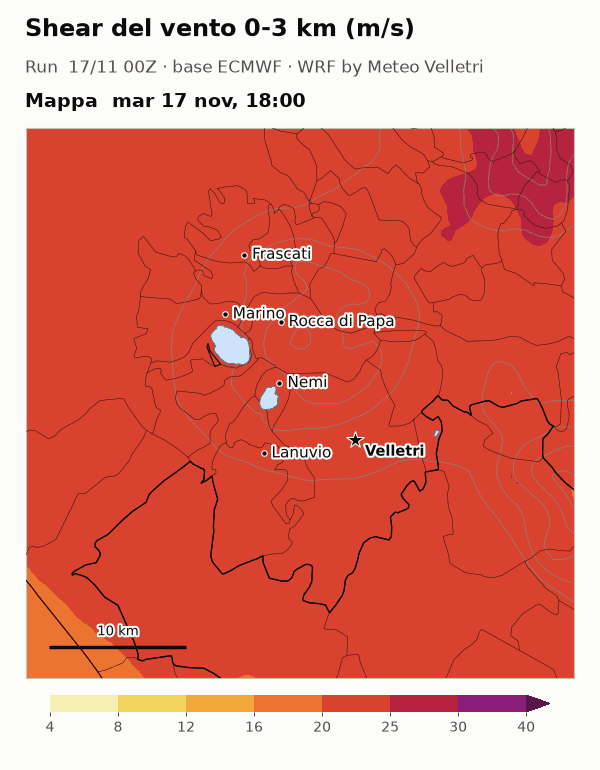 Shear del vento 0-3 km (m/s)
Run  17/11 00Z · base ECMWF · WRF by Meteo Velletri
Mappa  mar 17 nov, 18:00
Frascati
Marino
Rocca di Papa
Nemi
Velletri
Lanuvio
10 km
4 8 12 16 20 25 30 40